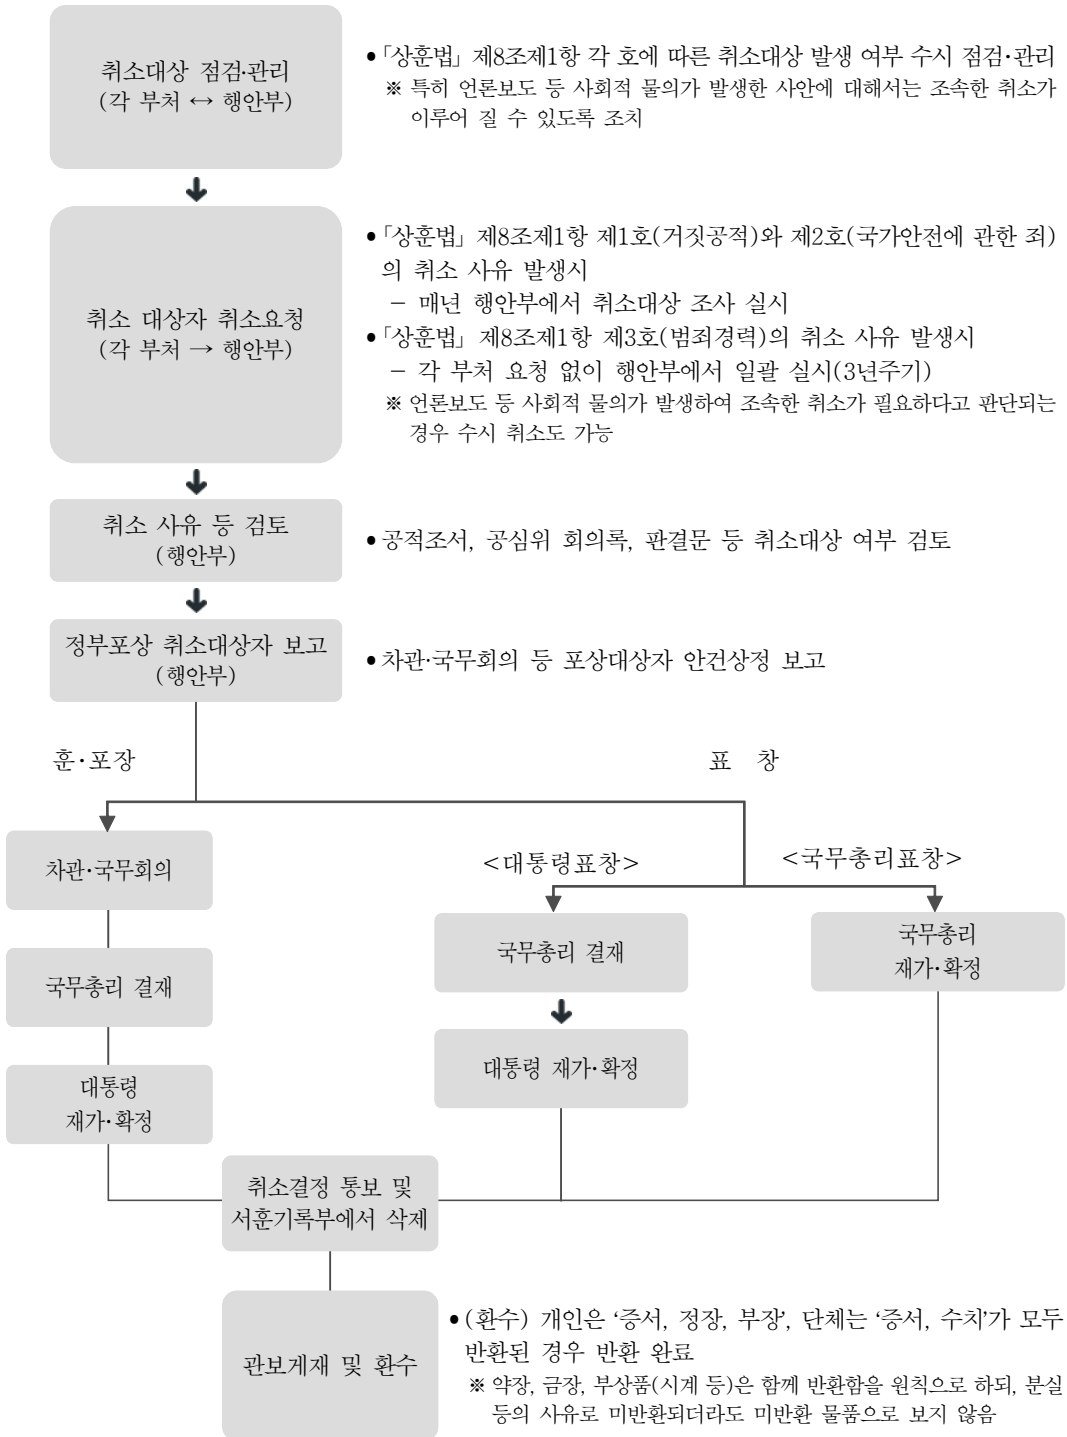 취소대상 점검·관리
(각 부처 ↔ 행안부)
•「상훈법」 제8조제1항 각 호에 따른 취소대상 발생 여부 수시 점검·관리
※ 특히 언론보도 등 사회적 물의가 발생한 사안에 대해서는 조속한 취소가
이루어 질 수 있도록 조치
취소 대상자 취소요청
(각 부처 → 행안부)
•「상훈법」 제8조제1항 제1호(거짓공적)와 제2호(국가안전에 관한 죄)
의 취소 사유 발생시
- 매년 행안부에서 취소대상 조사 실시
•「상훈법」 제8조제1항 제3호(범죄경력)의 취소 사유 발생시
- 각 부처 요청 없이 행안부에서 일괄 실시(3년주기)
※ 언론보도 등 사회적 물의가 발생하여 조속한 취소가 필요하다고 판단되는
경우 수시 취소도 가능
취소 사유 등 검토
(행안부)
•공적조서, 공심위 회의록, 판결문 등 취소대상 여부 검토
정부포상 취소대상자 보고
(행안부)
•차관·국무회의 등 포상대상자 안건상정 보고
훈·포장
표 창
차관·국무회의
<대통령표창>
<국무총리표창>
국무총리 결재
국무총리
재가·확정
국무총리 결재
대통령 재가·확정
대통령
재가·확정
취소결정 통보 및
서훈기록부에서 삭제
관보게재 및 환수
•(환수) 개인은 ‘증서, 정장, 부장’, 단체는 ‘증서, 수치’가 모두
반환된 경우 반환 완료
※ 약장, 금장, 부상품(시계 등)은 함께 반환함을 원칙으로 하되, 분실
등의 사유로 미반환되더라도 미반환 물품으로 보지 않음